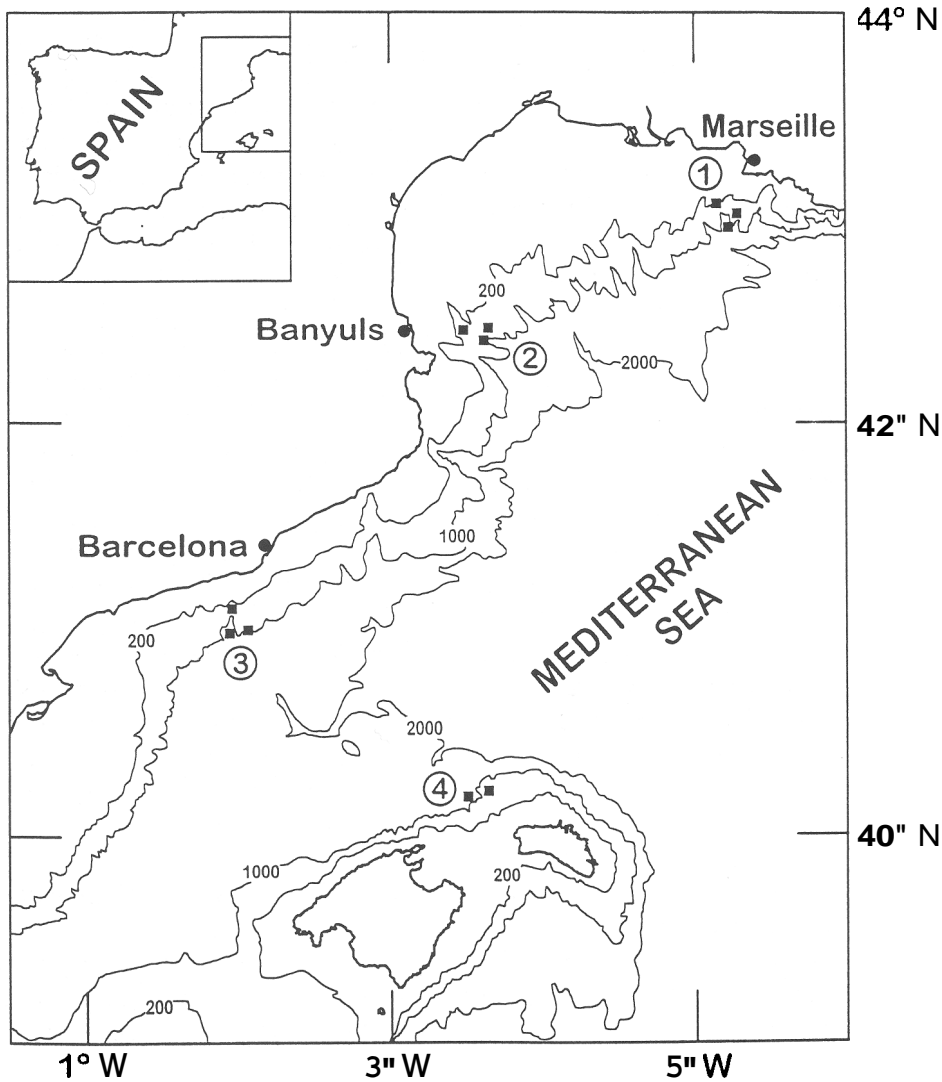 44° N
SPAIN
Marseille
1
200
Banyuls
2
2000
42" N
MEDITERRANEAN
SEA
1000
Barcelona
200
3
2000
4
40" N
1000
200
200
1° W
3" W
5" W